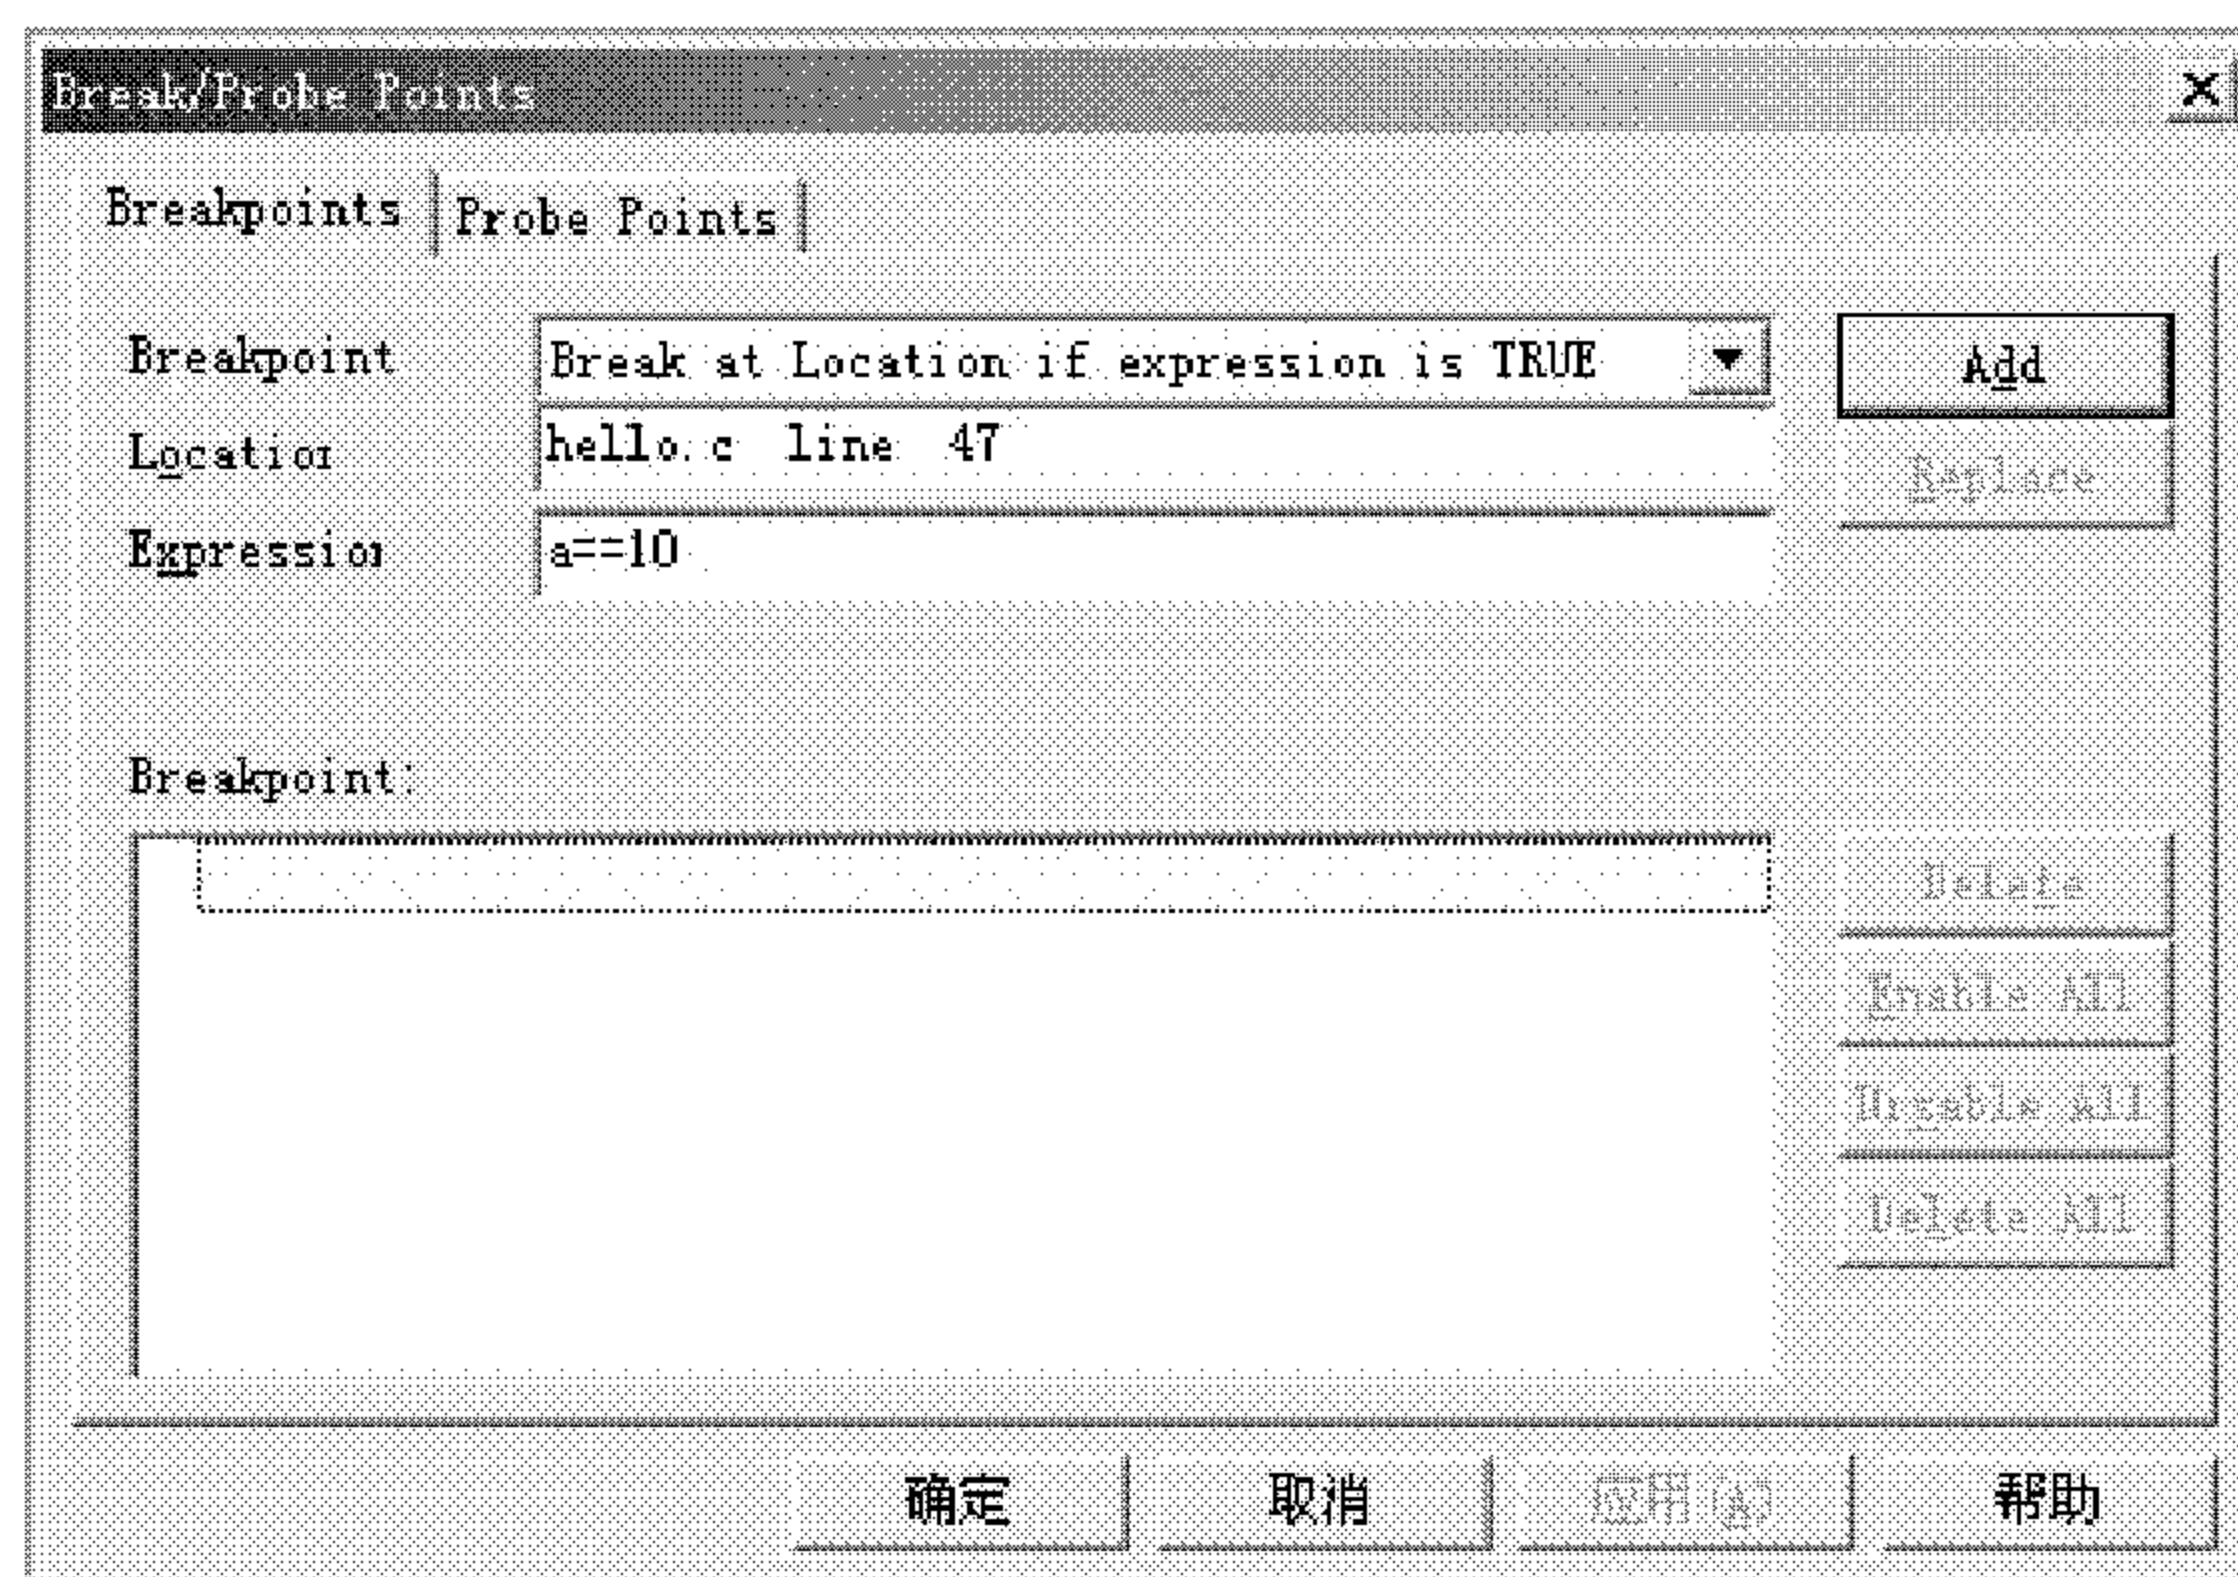 Break/Probe Points
Breakpoints Probe Points
Breakpoint Break at Location if expression is TRUE Add
Location hello.c line 47 Replace
Expression a==10
Breakpoint:
Delete
Enable All
Disable All
Delete All
确定 取消 应用(A) 帮助